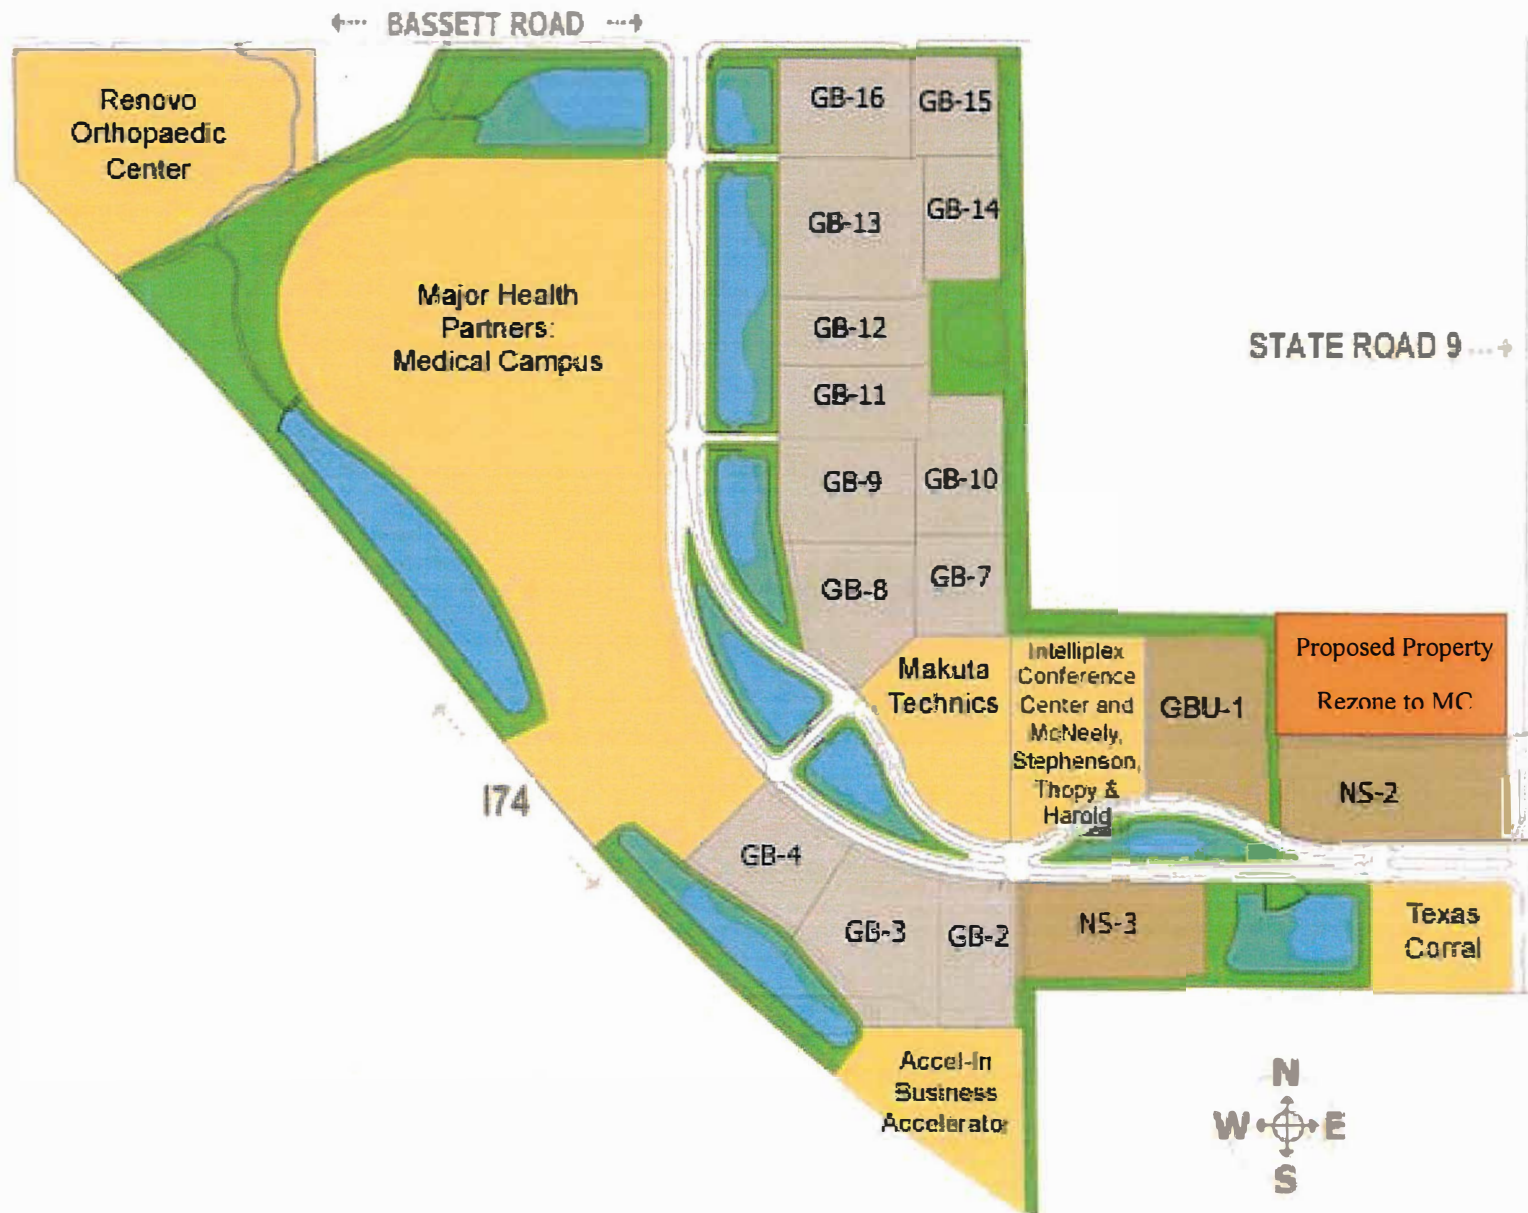 BASSETT ROAD
Renovo
Orthopaedic
Center
GB-16
GB-15
GB-13
GB-14
Major Health
Partners:
Medical Campus
GB-12
STATE ROAD 9
GB-11
GB-9
GB-10
GB-8
GB-7
Makuta
Technics
Intelliplex
Conference
Center and
McNeely,
Stephenson,
Thopy &
Harold
GBU-1
Proposed Property
Rezone to MC
NS-2
I74
GB-4
GB-3
GB-2
NS-3
Texas
Corral
Accel-In
Business
Accelerator
N
W E
S